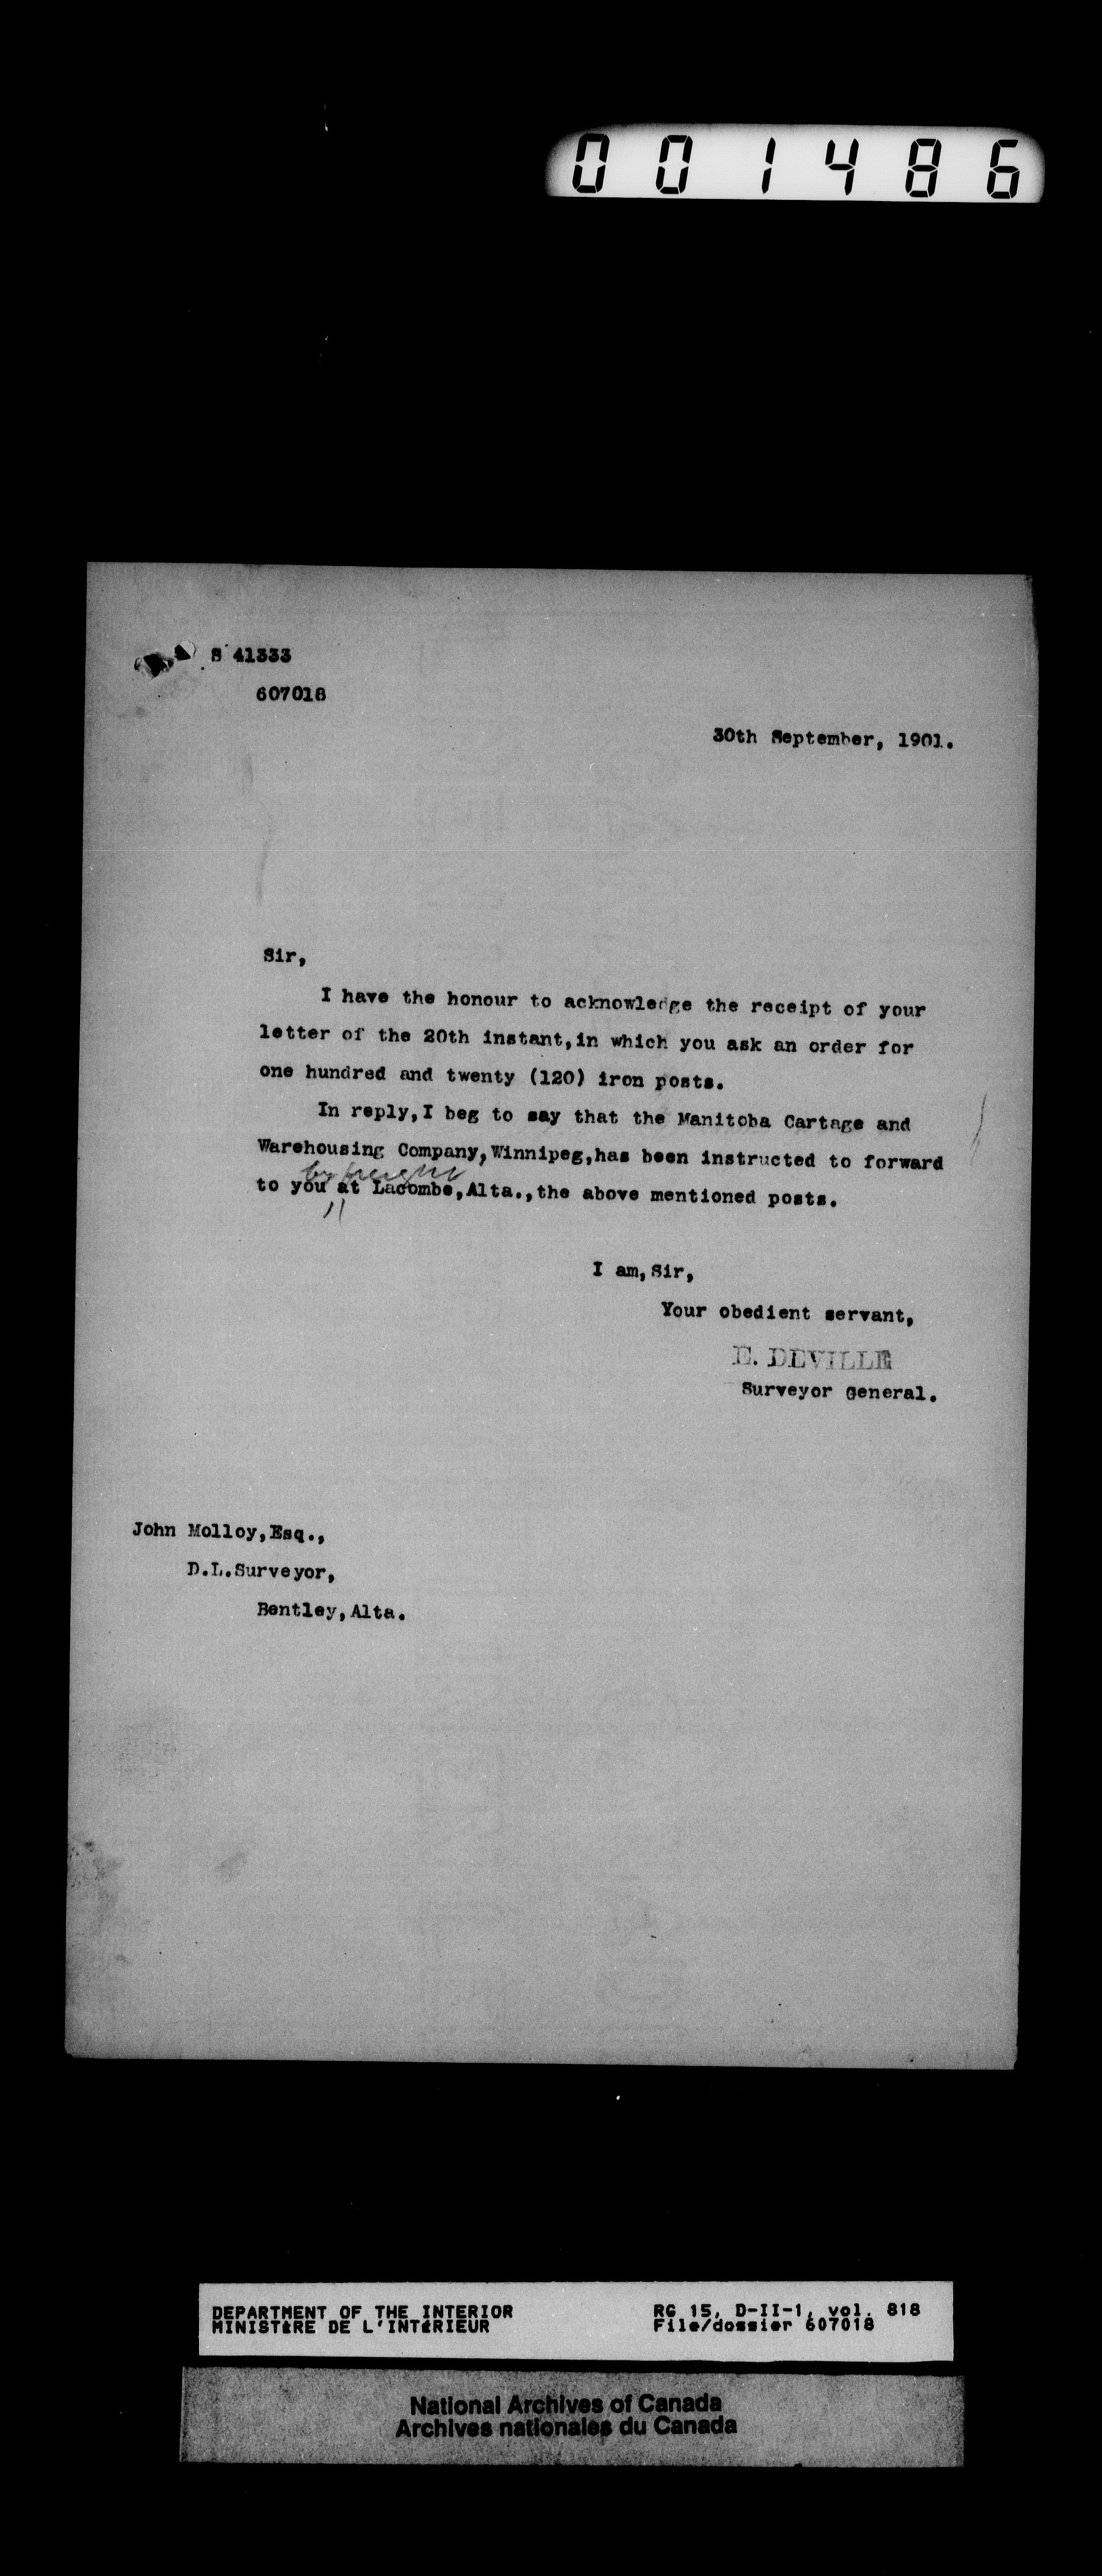 001486
S 41333
607018
30th September, 1901.
Sir,
I have the honour to acknowledge the receipt of your
letter of the 20th instant,in which you ask an order for
one hundred and twenty (120) iron posts.
In reply,I beg to say that the Manitoba Cartage and
Warehousing Company,Winnipeg,has been instructed to forward
by freight
to you at Lacombe,Alta.,the above mentioned posts.
I am,Sir,
Your obedient servant,
E. DEVILLE
Surveyor General.
John Molloy,Esq.,
D.L.Surveyor,
Bentley,Alta.
DEPARTMENT OF THE INTERIOR
MINISTÈRE DE L'INTÉRIEUR
RG 15, D-II-1, vol. 818
File/dossier 607018
National Archives of Canada
Archives nationales du Canada